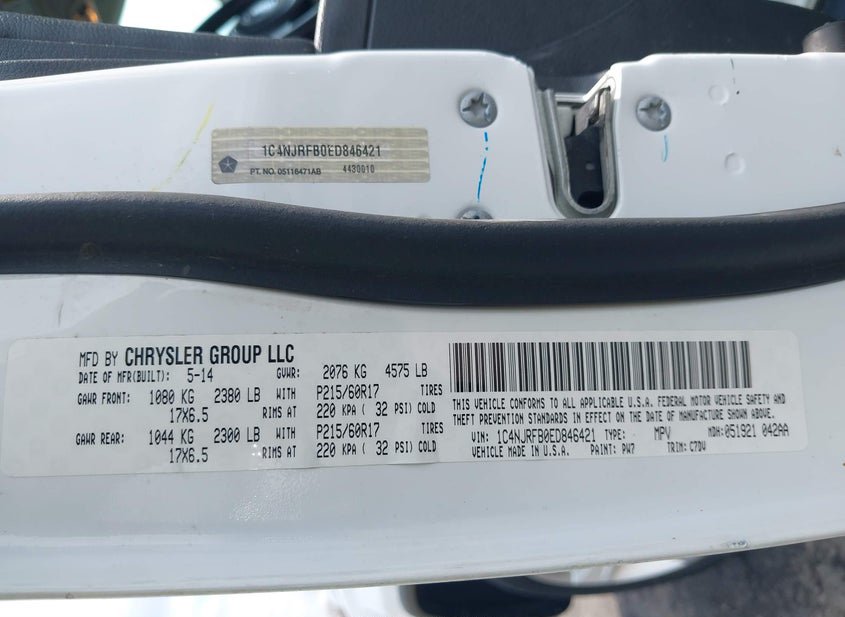 1C4NJRFB0ED846421
PT. NO. 05116471AB 4430010
MFD BY CHRYSLER GROUP LLC
DATE OF MFR(BUILT): 5-14 GVWR: 2076 KG 4575 LB
GAWR FRONT: 1080 KG 2380 LB WITH P215/60R17 TIRES
17X6.5 RIMS AT 220 KPA ( 32 PSI) COLD
GAWR REAR: 1044 KG 2300 LB WITH P215/60R17 TIRES
17X6.5 RIMS AT 220 KPA ( 32 PSI) COLD
THIS VEHICLE CONFORMS TO ALL APPLICABLE U.S.A. FEDERAL MOTOR VEHICLE SAFETY AND
THEFT PREVENTION STANDARDS IN EFFECT ON THE DATE OF MANUFACTURE SHOWN ABOVE.
VIN: 1C4NJRFB0ED846421 TYPE: MPV MDH: 051921 042AA
VEHICLE MADE IN U.S.A. PAINT: PW7 TRIM: C7DV